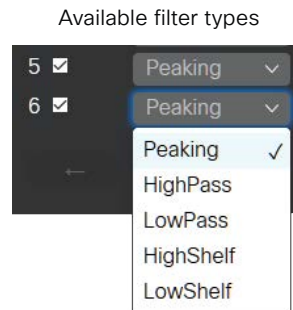 Available filter types
5 Peaking
6 Peaking
Peaking
HighPass
LowPass
HighShelf
LowShelf